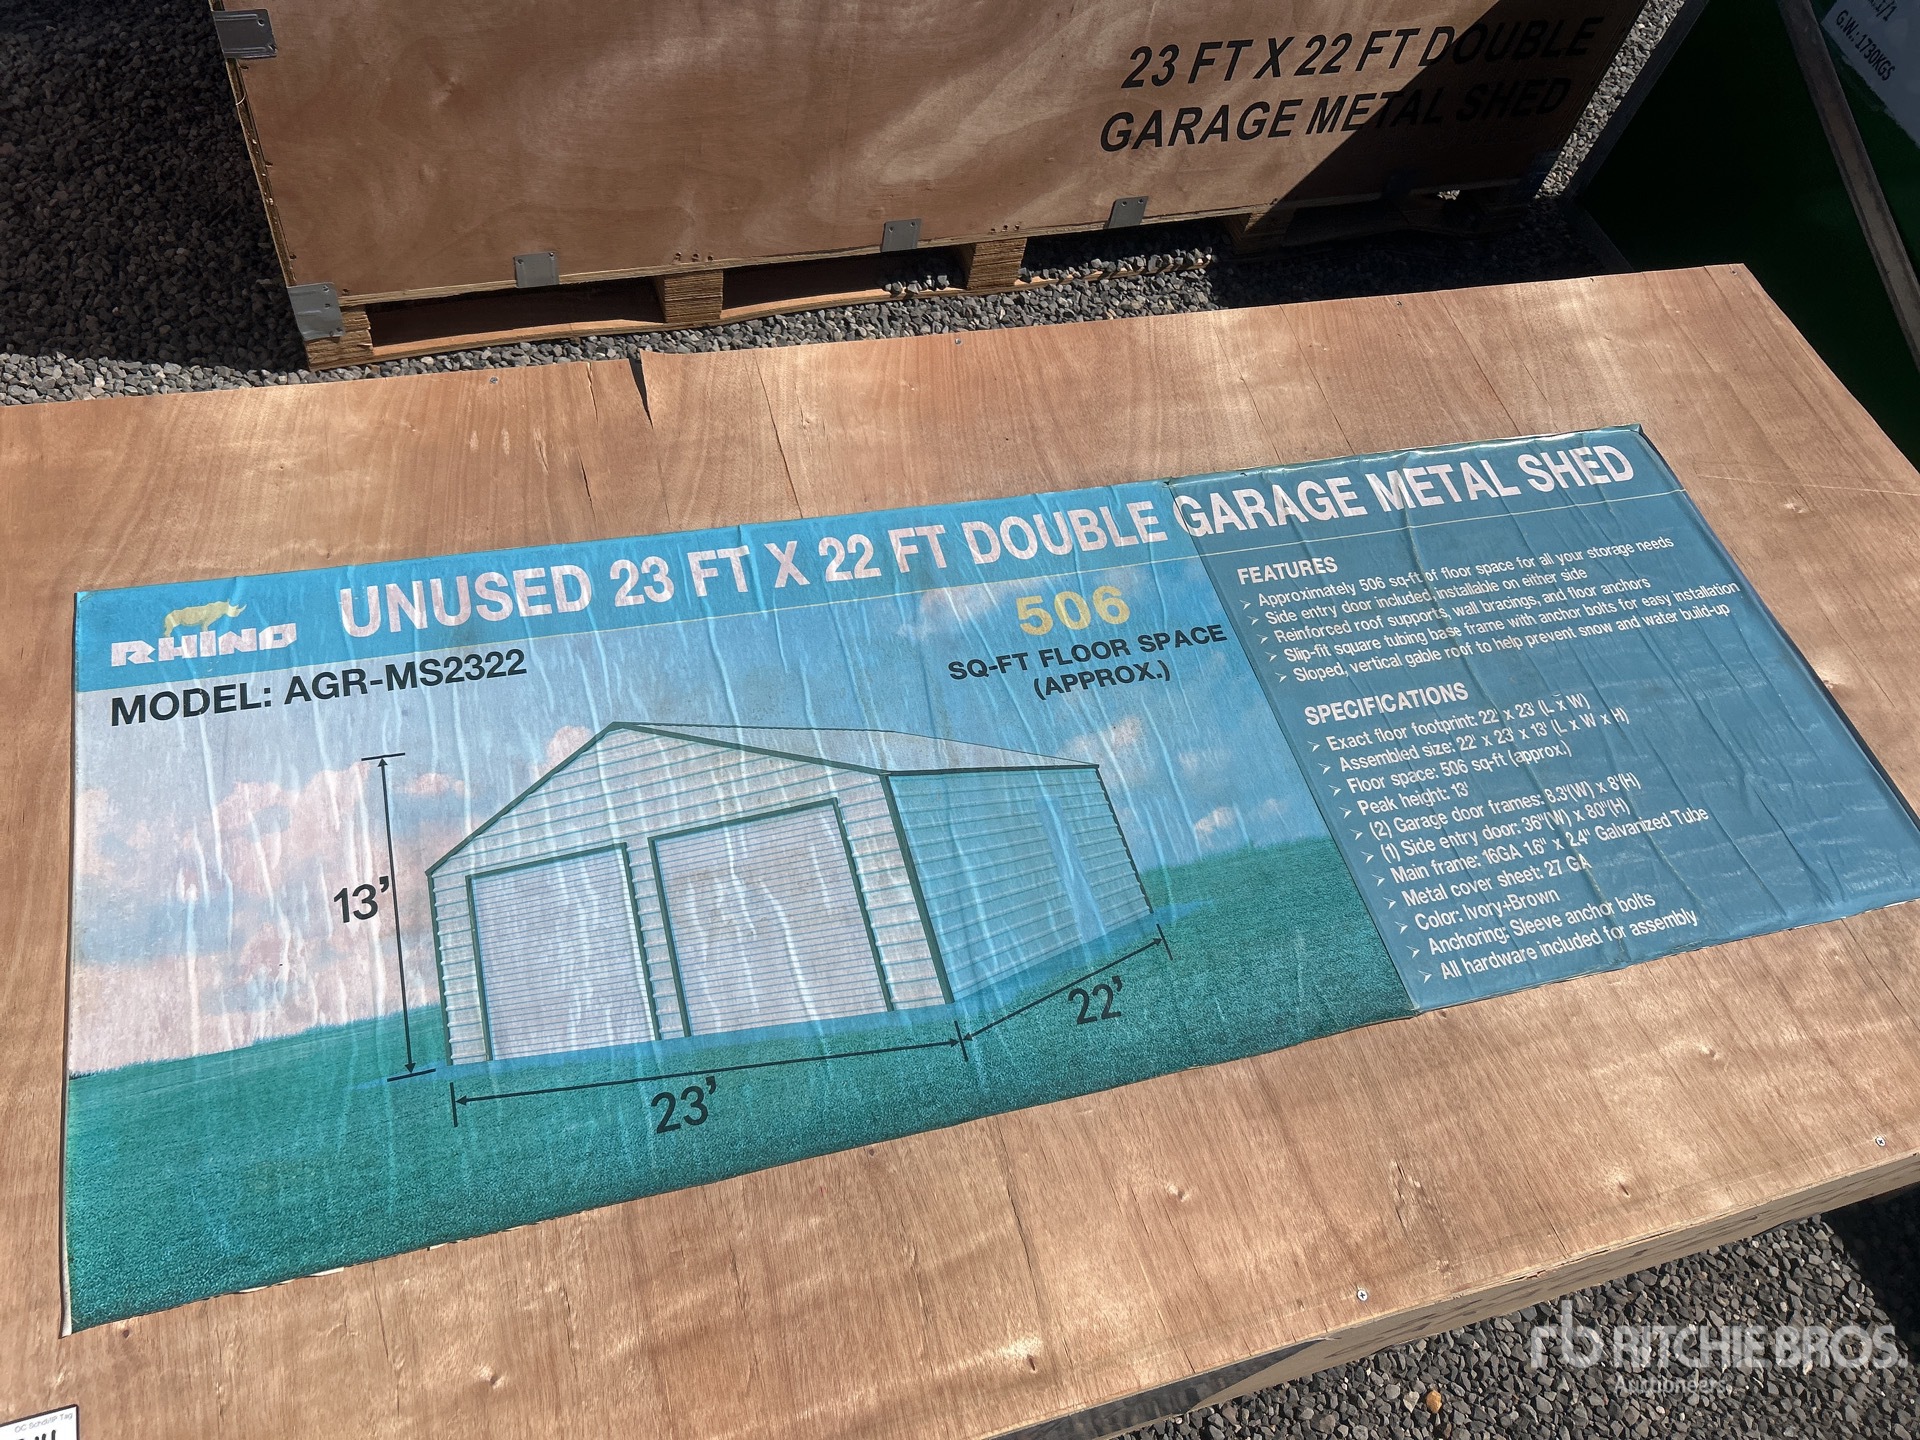 23 FT X 22 FT DOUBLE
GARAGE METAL SHED
G.W.: 1730KGS
RHINO
UNUSED 23 FT X 22 FT DOUBLE GARAGE METAL SHED
MODEL: AGR-MS2322
506
SQ-FT FLOOR SPACE
(APPROX.)
13'
23'
22'
FEATURES
➢ Approximately 506 sq-ft of floor space for all your storage needs
➢ Side entry door included, installable on either side
➢ Reinforced roof supports, wall bracings, and floor anchors
➢ Slip-fit square tubing base frame with anchor bolts for easy installation
➢ Sloped, vertical gable roof to help prevent snow and water build-up
SPECIFICATIONS
➢ Exact floor footprint: 22' x 23' (L x W)
➢ Assembled size: 22' x 23' x 13' (L x W x H)
➢ Floor space: 506 sq-ft (approx.)
➢ Peak height: 13'
➢ (2) Garage door frames: 8.3'(W) x 8'(H)
➢ (1) Side entry door: 36"(W) x 80"(H)
➢ Main frame: 16GA 1.6" x 2.4" Galvanized Tube
➢ Metal cover sheet: 27 GA
➢ Color: Ivory+Brown
➢ Anchoring: Sleeve anchor bolts
➢ All hardware included for assembly
rb RITCHIE BROS.
Auctioneers